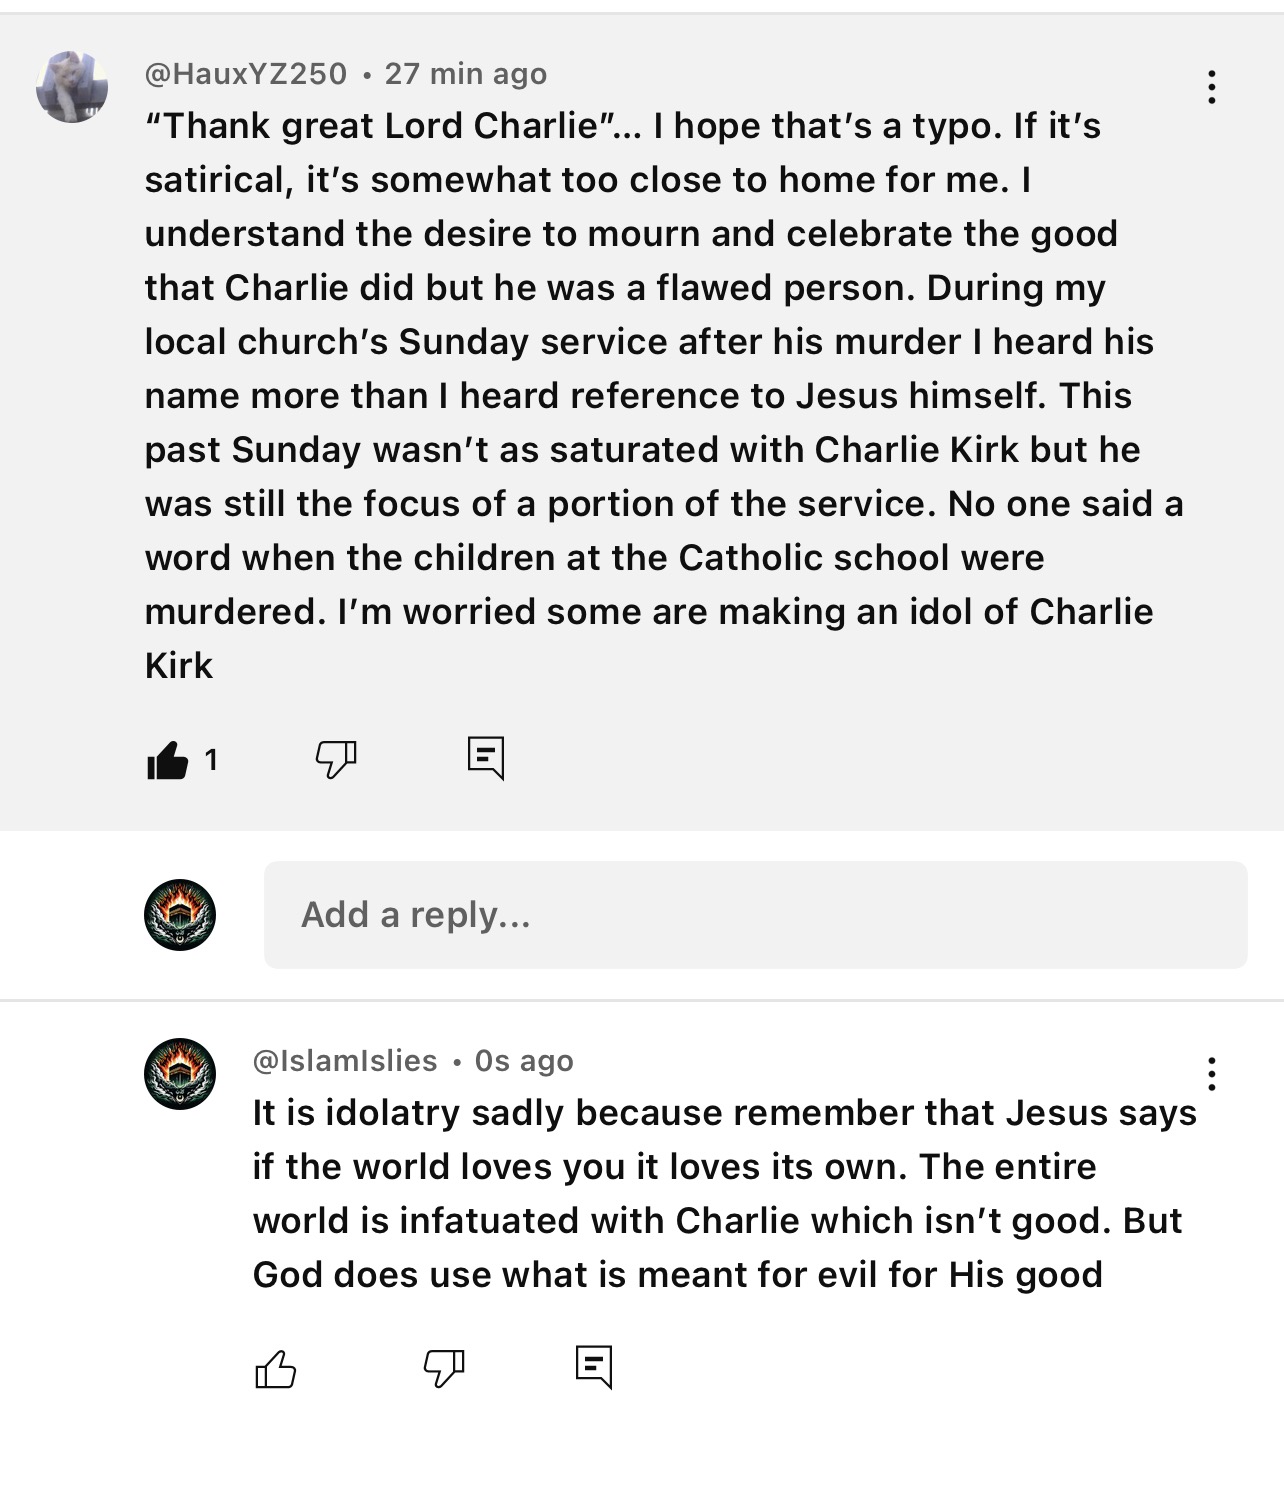 @HauxYZ250 • 27 min ago
“Thank great Lord Charlie”... I hope that’s a typo. If it’s
satirical, it’s somewhat too close to home for me. I
understand the desire to mourn and celebrate the good
that Charlie did but he was a flawed person. During my
local church’s Sunday service after his murder I heard his
name more than I heard reference to Jesus himself. This
past Sunday wasn’t as saturated with Charlie Kirk but he
was still the focus of a portion of the service. No one said a
word when the children at the Catholic school were
murdered. I’m worried some are making an idol of Charlie
Kirk
1
Add a reply...
@IslamIslies • 0s ago
It is idolatry sadly because remember that Jesus says
if the world loves you it loves its own. The entire
world is infatuated with Charlie which isn’t good. But
God does use what is meant for evil for His good